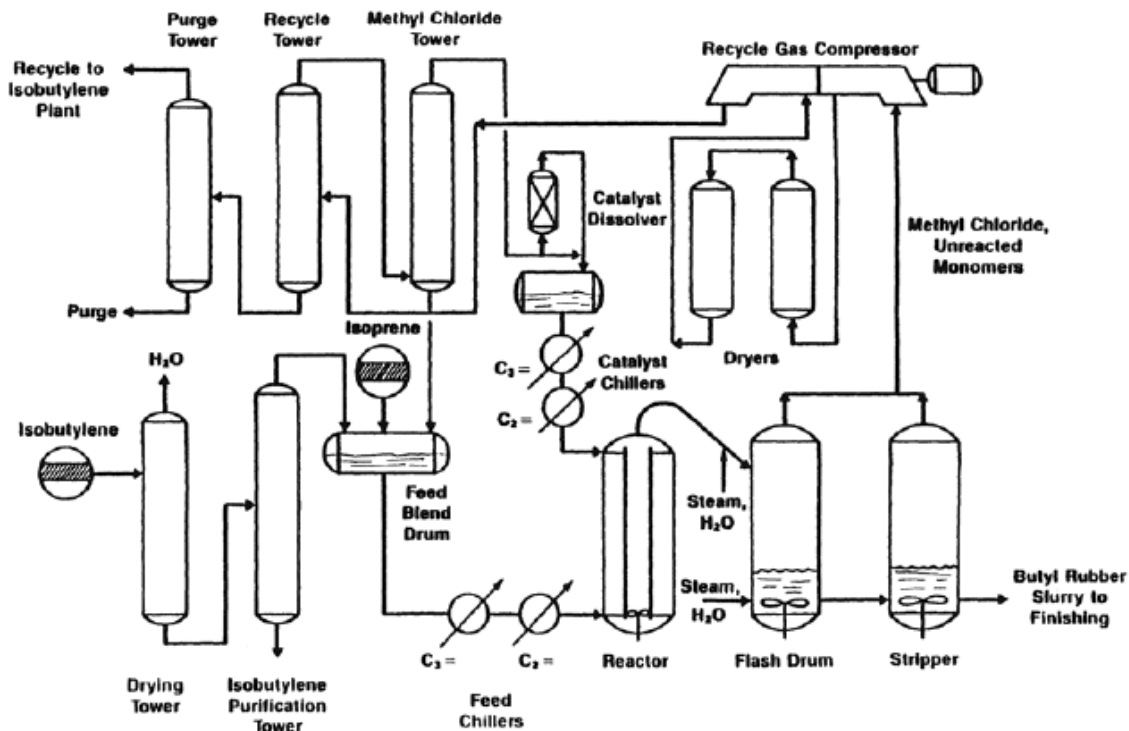 Purge
Tower
Recycle
Tower
Methyl Chloride
Tower
Recycle Gas Compressor
Recycle to
Isobutylene
Plant
Catalyst
Dissolver
Methyl Chloride,
Unreacted
Monomers
Purge
Isoprene
Dryers
H₂O
C₃ =
Catalyst
Chillers
C₂ =
Isobutylene
Feed
Blend
Drum
Steam,
H₂O
Steam,
H₂O
Butyl Rubber
Slurry to
Finishing
C₃ =
C₂ =
Reactor
Flash Drum
Stripper
Drying
Tower
Isobutylene
Purification
Tower
Feed
Chillers